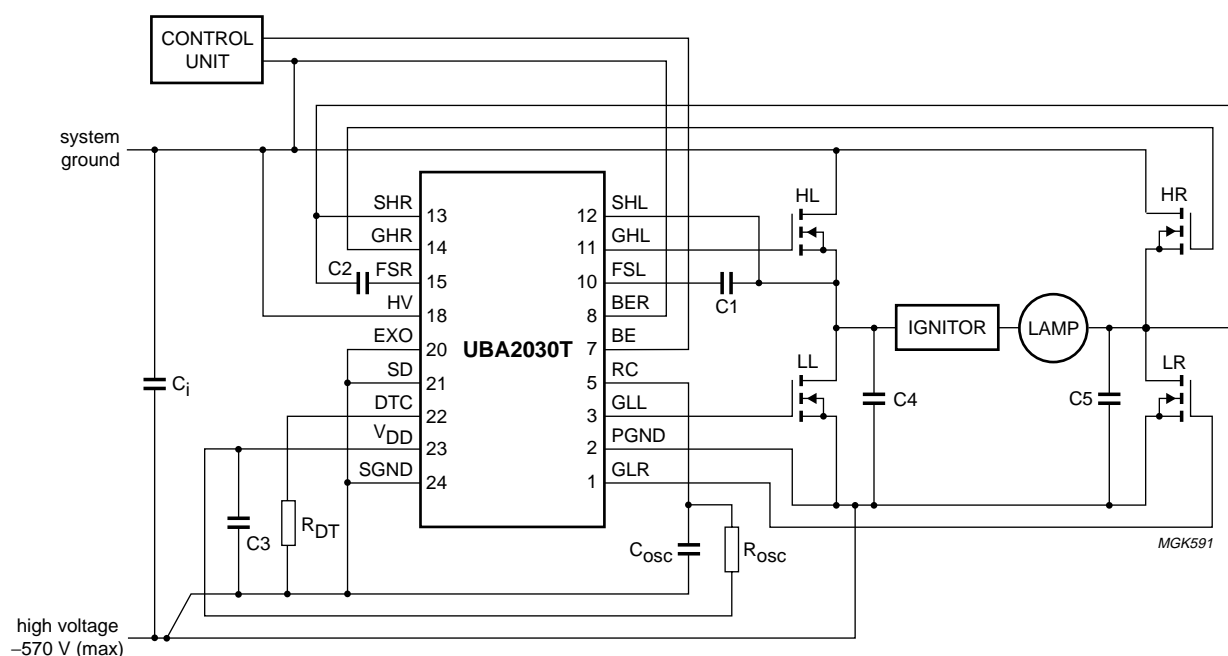 CONTROL
UNIT
system
ground
SHR
13
GHR
14
C2
FSR
15
HV
18
EXO
20
SD
21
DTC
22
VDD
23
SGND
24
UBA2030T
12
SHL
11
GHL
10
FSL
8
BER
7
BE
5
RC
3
GLL
2
PGND
1
GLR
C1
HL
HR
IGNITOR
LAMP
LL
LR
C4
C5
Ci
C3
RDT
Cosc
Rosc
MGK591
high voltage
−570 V (max)